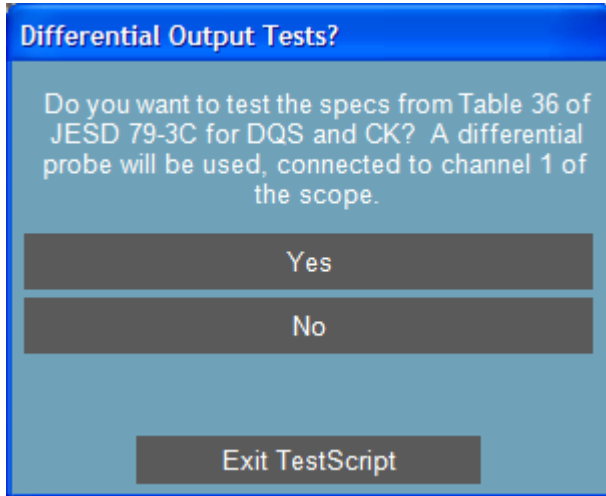 Differential Output Tests?
Do you want to test the specs from Table 36 of
JESD 79-3C for DQS and CK? A differential
probe will be used, connected to channel 1 of
the scope.
Yes
No
Exit TestScript